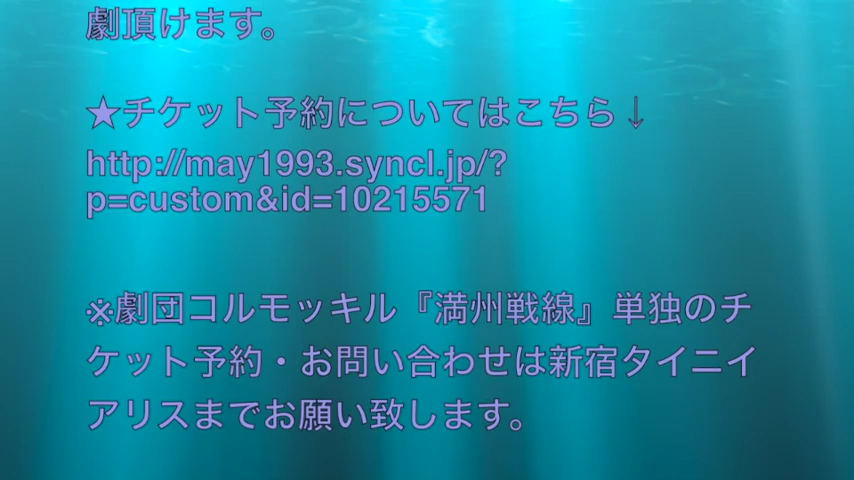 劇頂けます。
★チケット予約についてはこちら↓
http://may1993.syncl.jp/?
p=custom&id=10215571
※劇団コルモッキル『満州戦線』単独のチ
ケット予約・お問い合わせは新宿タイニイ
アリスまでお願い致します。